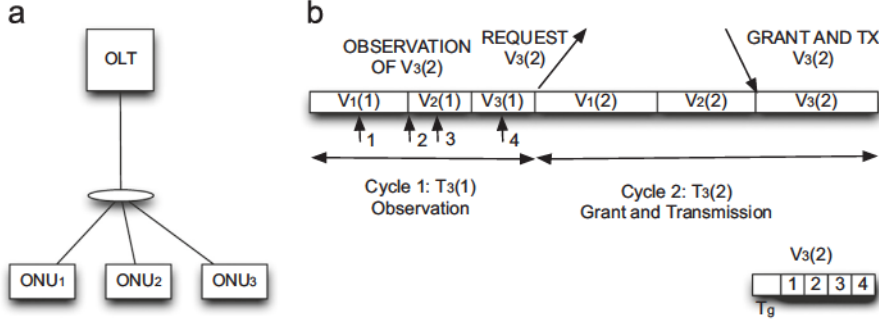 a
OLT
ONU1 ONU2 ONU3
b
OBSERVATION
OF V3(2)
REQUEST
V3(2)
GRANT AND TX
V3(2)
V1(1) V2(1) V3(1) V1(2) V2(2) V3(2)
1 2 3 4
Cycle 1: T3(1)
Observation
Cycle 2: T3(2)
Grant and Transmission
V3(2)
1 2 3 4
Tg